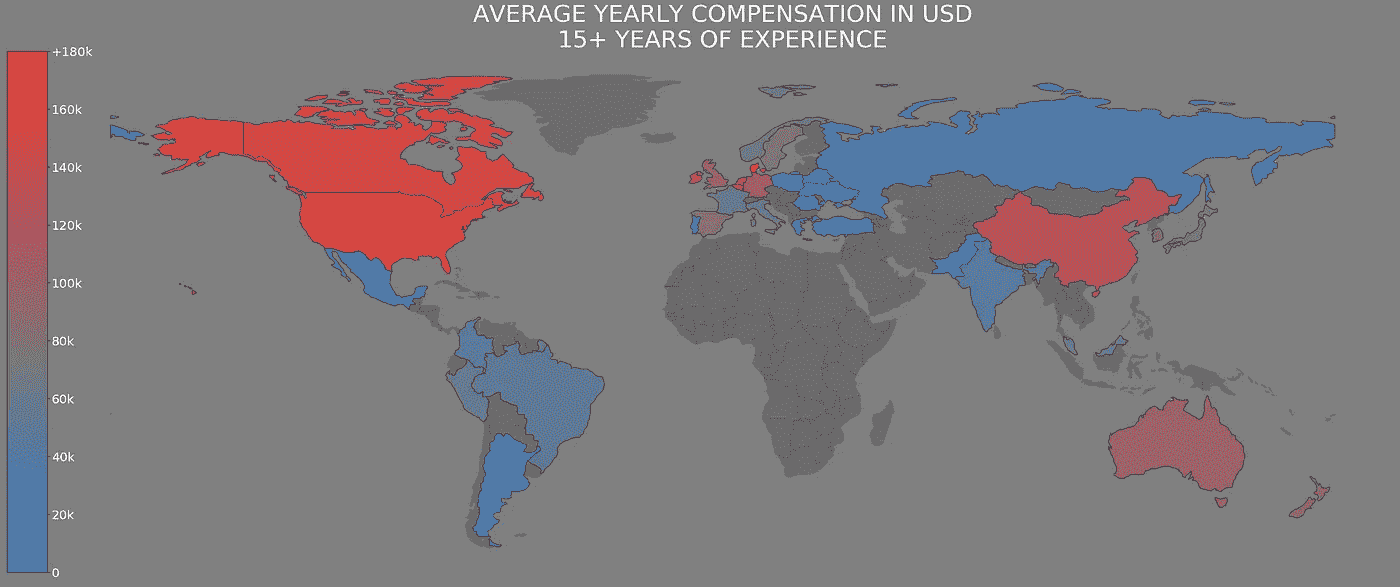 AVERAGE YEARLY COMPENSATION IN USD
15+ YEARS OF EXPERIENCE
+180k
160k
140k
120k
100k
80k
60k
40k
20k
0